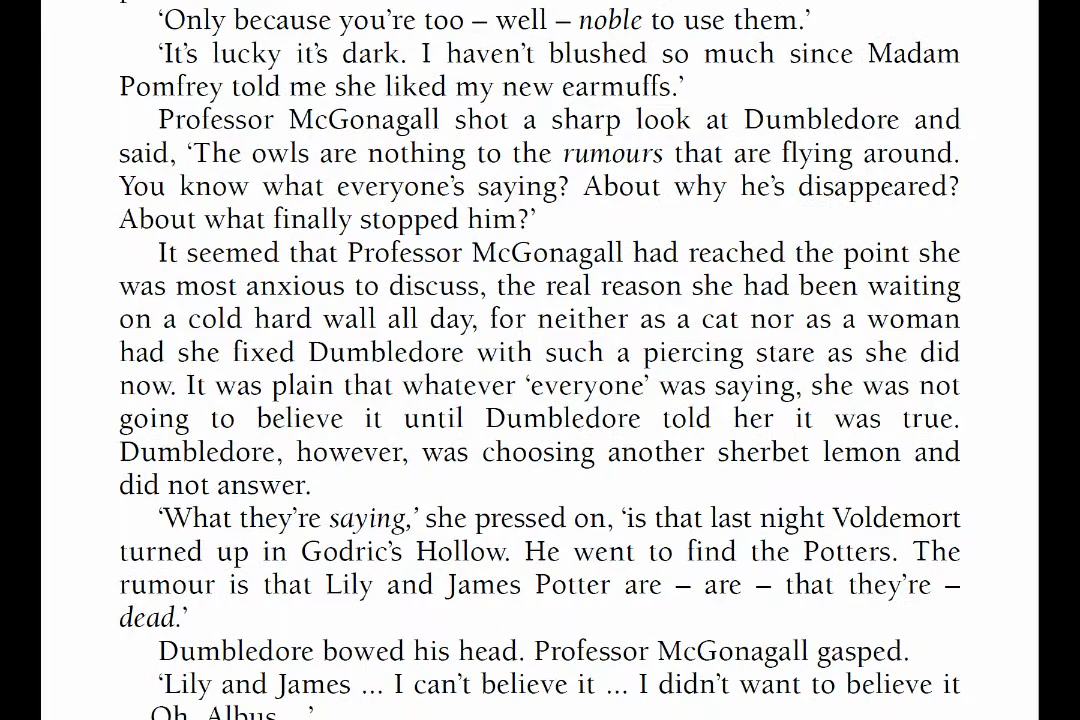 ‘Only because you’re too – well – noble to use them.’
‘It’s lucky it’s dark. I haven’t blushed so much since Madam
Pomfrey told me she liked my new earmuffs.’
Professor McGonagall shot a sharp look at Dumbledore and
said, ‘The owls are nothing to the rumours that are flying around.
You know what everyone’s saying? About why he’s disappeared?
About what finally stopped him?’
It seemed that Professor McGonagall had reached the point she
was most anxious to discuss, the real reason she had been waiting
on a cold hard wall all day, for neither as a cat nor as a woman
had she fixed Dumbledore with such a piercing stare as she did
now. It was plain that whatever ‘everyone’ was saying, she was not
going to believe it until Dumbledore told her it was true.
Dumbledore, however, was choosing another sherbet lemon and
did not answer.
‘What they’re saying,’ she pressed on, ‘is that last night Voldemort
turned up in Godric’s Hollow. He went to find the Potters. The
rumour is that Lily and James Potter are – are – that they’re –
dead.’
Dumbledore bowed his head. Professor McGonagall gasped.
‘Lily and James ... I can’t believe it ... I didn’t want to believe it
Oh, Albus ...’